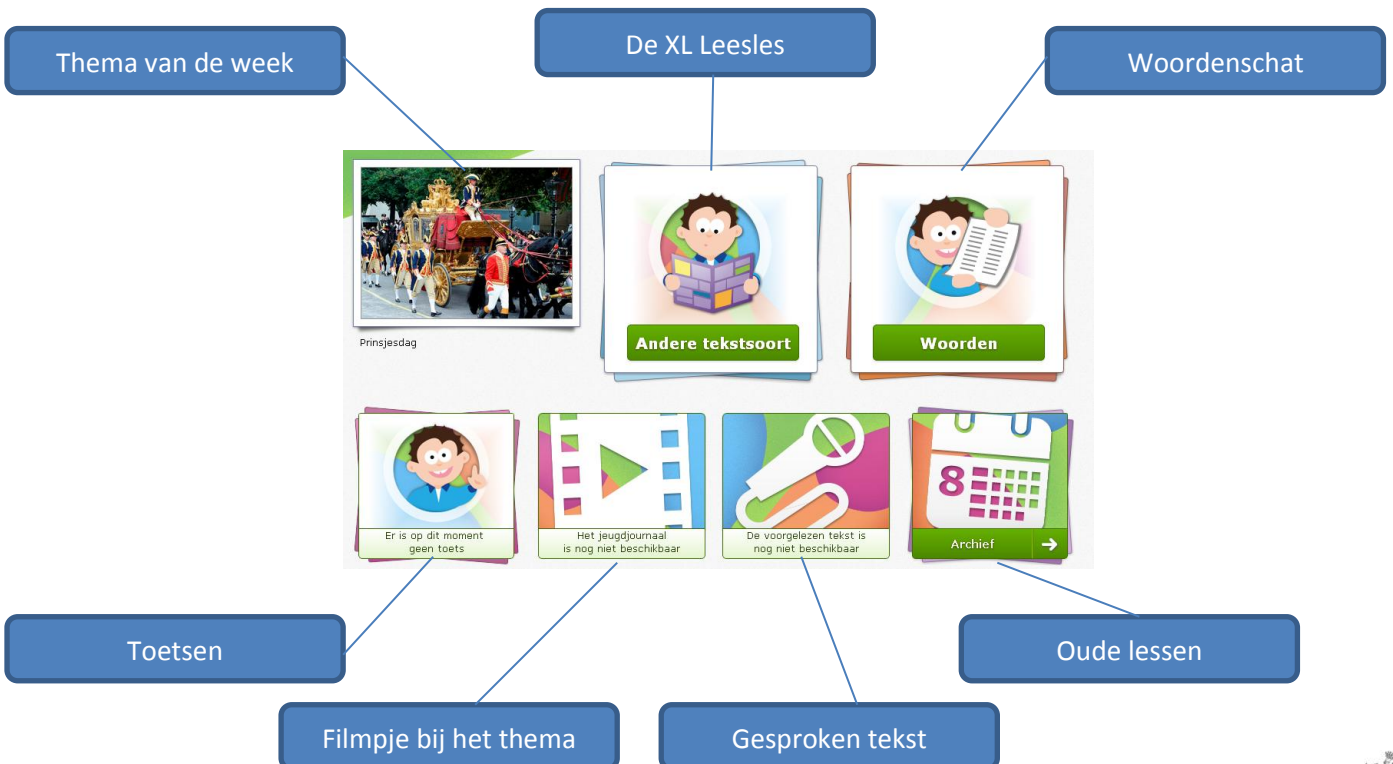 Thema van de week
De XL Leesles
Woordenschat
Prinsjesdag
Andere tekstsoort
Woorden
Er is op dit moment
geen toets
Het jeugdjournaal
is nog niet beschikbaar
De voorgelezen tekst is
nog niet beschikbaar
8
Archief
Toetsen
Oude lessen
Filmpje bij het thema
Gesproken tekst